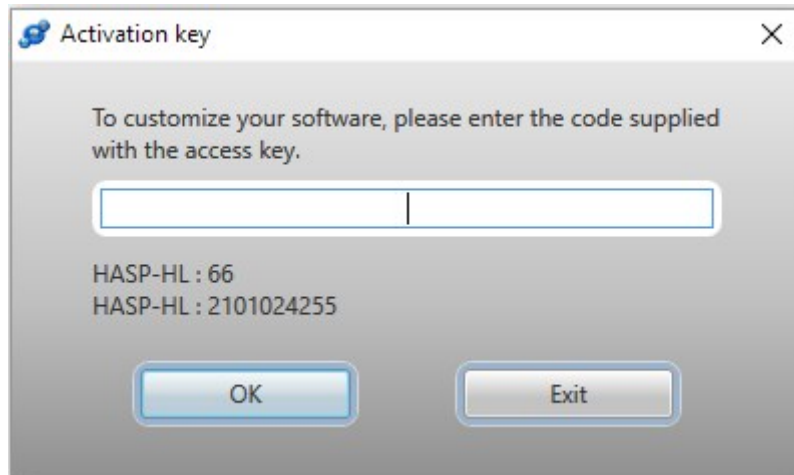 Activation key
To customize your software, please enter the code supplied
with the access key.
HASP-HL : 66
HASP-HL : 2101024255
OK
Exit